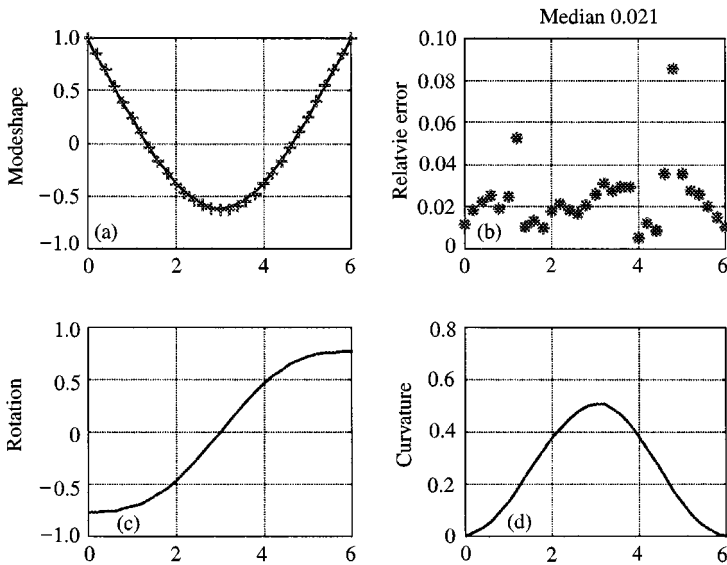 Median 0.021
1.0
0.5
0
−0.5
−1.0
Modeshape
(a)
0 2 4 6
0.10
0.08
0.06
0.04
0.02
0
Relatvie error
(b)
0 2 4 6
1.0
0.5
0
−0.5
−1.0
Rotation
(c)
0 2 4 6
0.8
0.6
0.4
0.2
0
Curvature
(d)
0 2 4 6